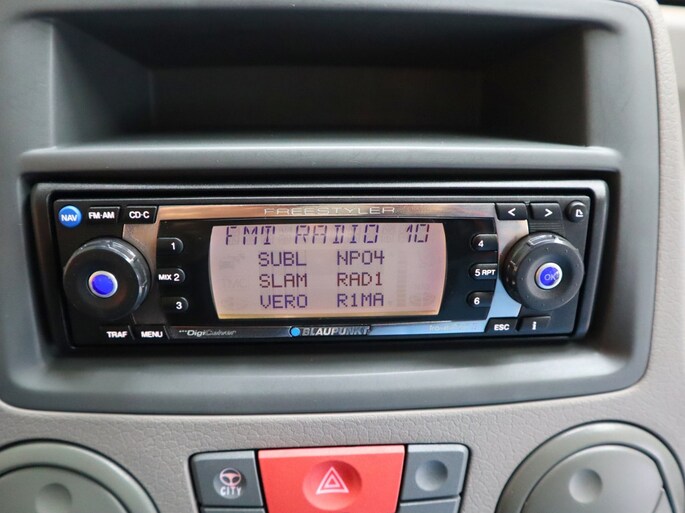 FREESTYLER
NAV FM·AM CD·C
FMT RADIO 10
SUBL NPO4
SLAM RAD1
VERO R1MA
1
MIX 2
3
4
5 RPT
6
< >
OK
TRAF MENU
DigiCeiver
BLAUPUNKT
ESC i
CITY